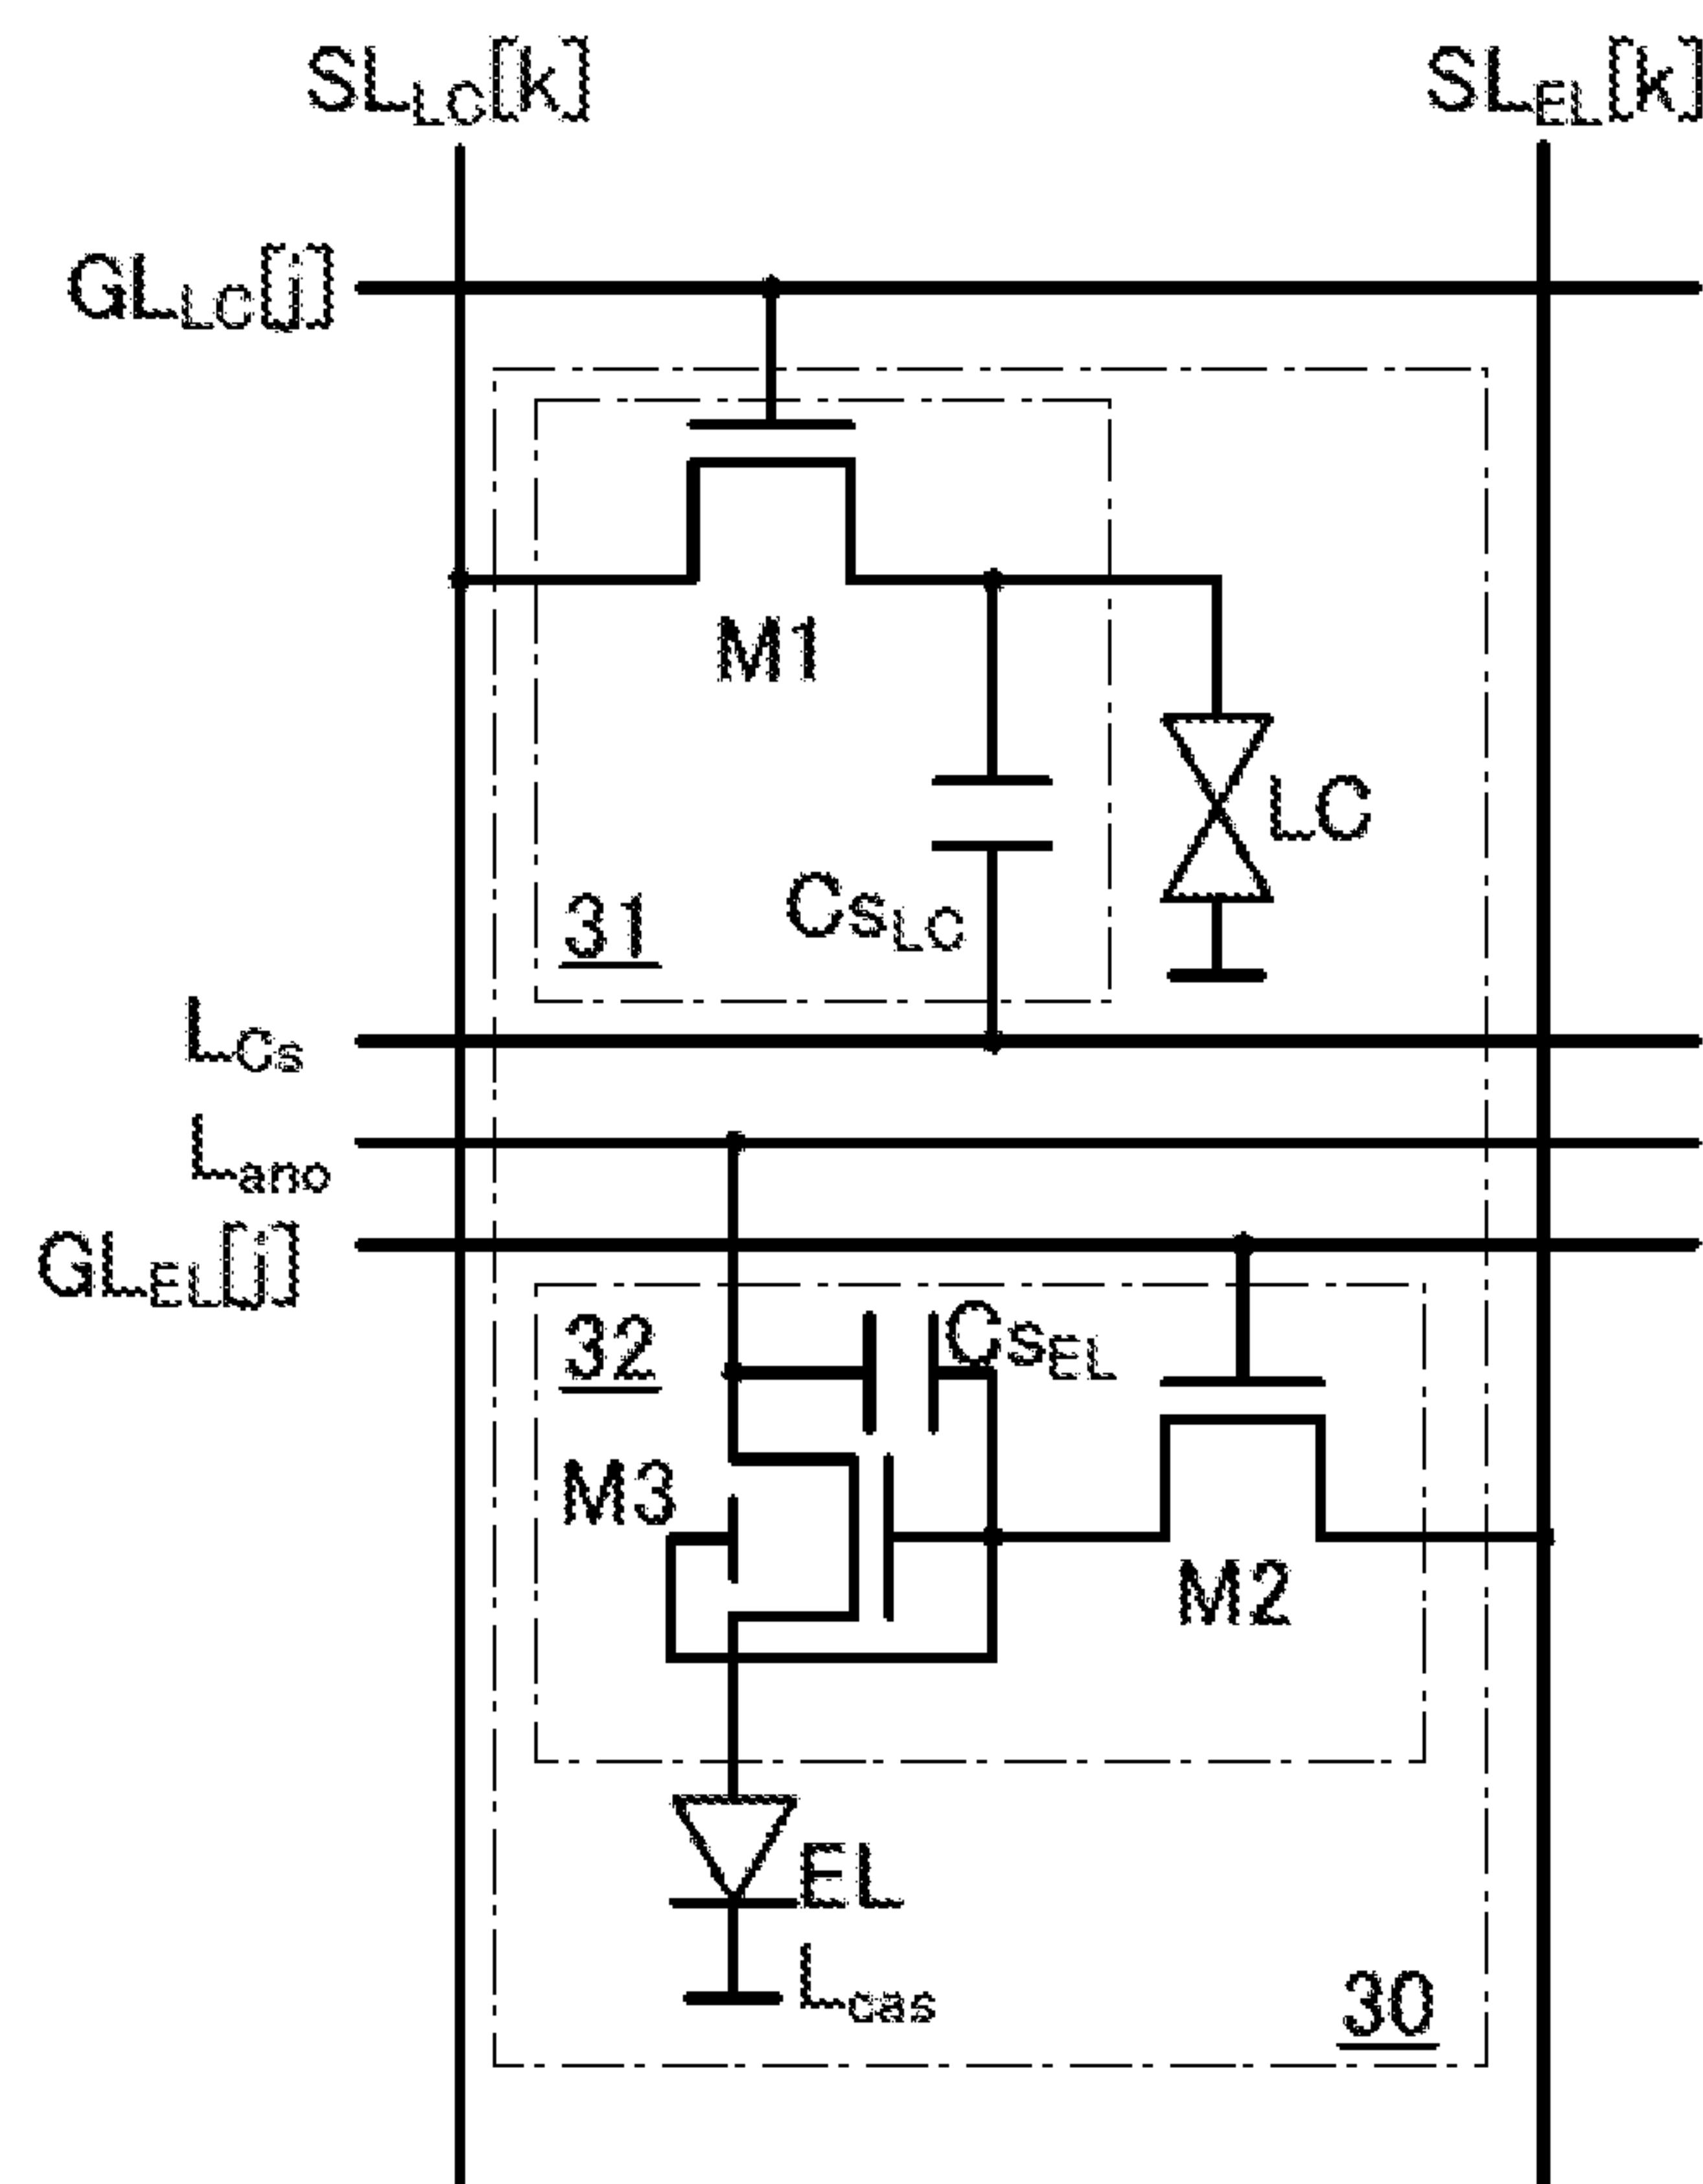 SL_LC[k]
SL_EL[k]
GL_LC[j]
M1
LC
Cs_LC
31
L_Cs
L_ano
GL_EL[j]
32
Cs_EL
M3
M2
EL
L_cas
30